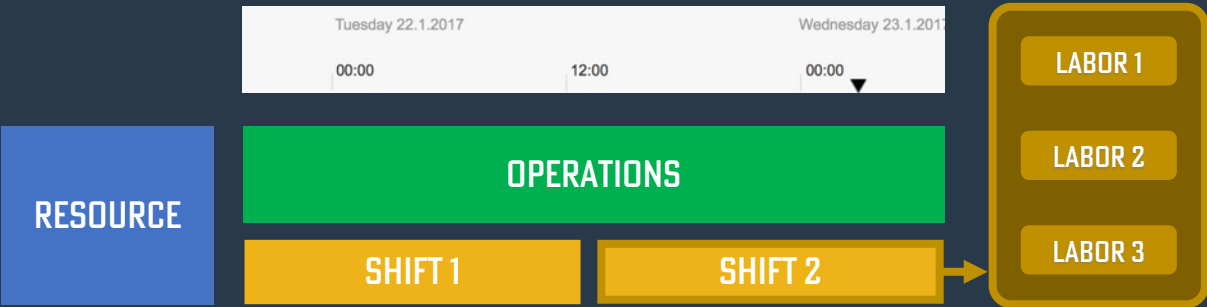 Tuesday 22.1.2017
Wednesday 23.1.2017
00:00
12:00
00:00
LABOR 1
LABOR 2
LABOR 3
OPERATIONS
RESOURCE
SHIFT 1
SHIFT 2